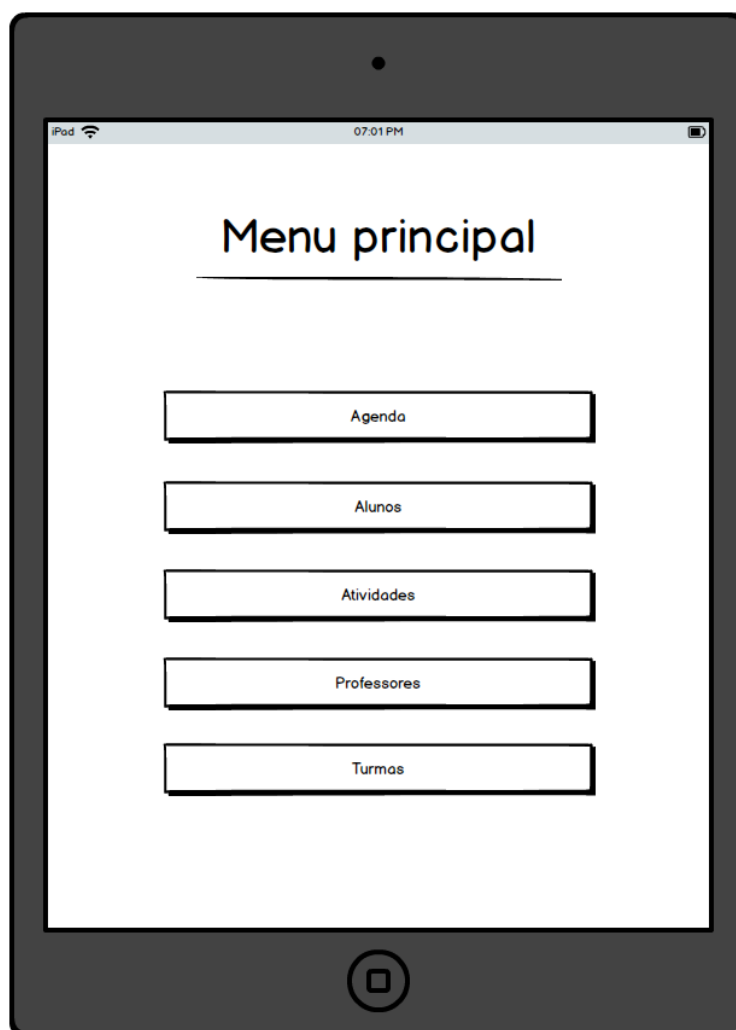 iPad 07:01 PM
Menu principal
Agenda
Alunos
Atividades
Professores
Turmas